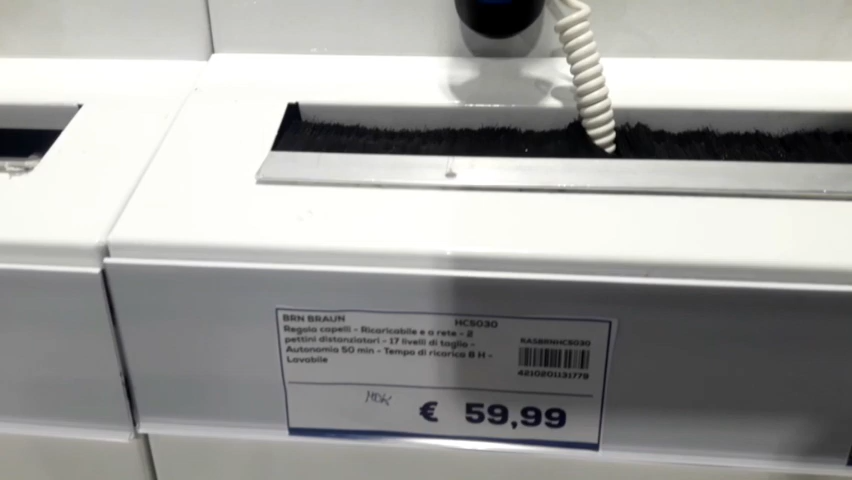 BRN BRAUN HC5030
Regola capelli - Ricaricabile e a rete - 2
pettini distanziatori - 17 livelli di taglio -
Autonomia 50 min - Tempo di ricarica 8 H -
Lavabile
RASBRNHC5030
4210201131779
€ 59,99